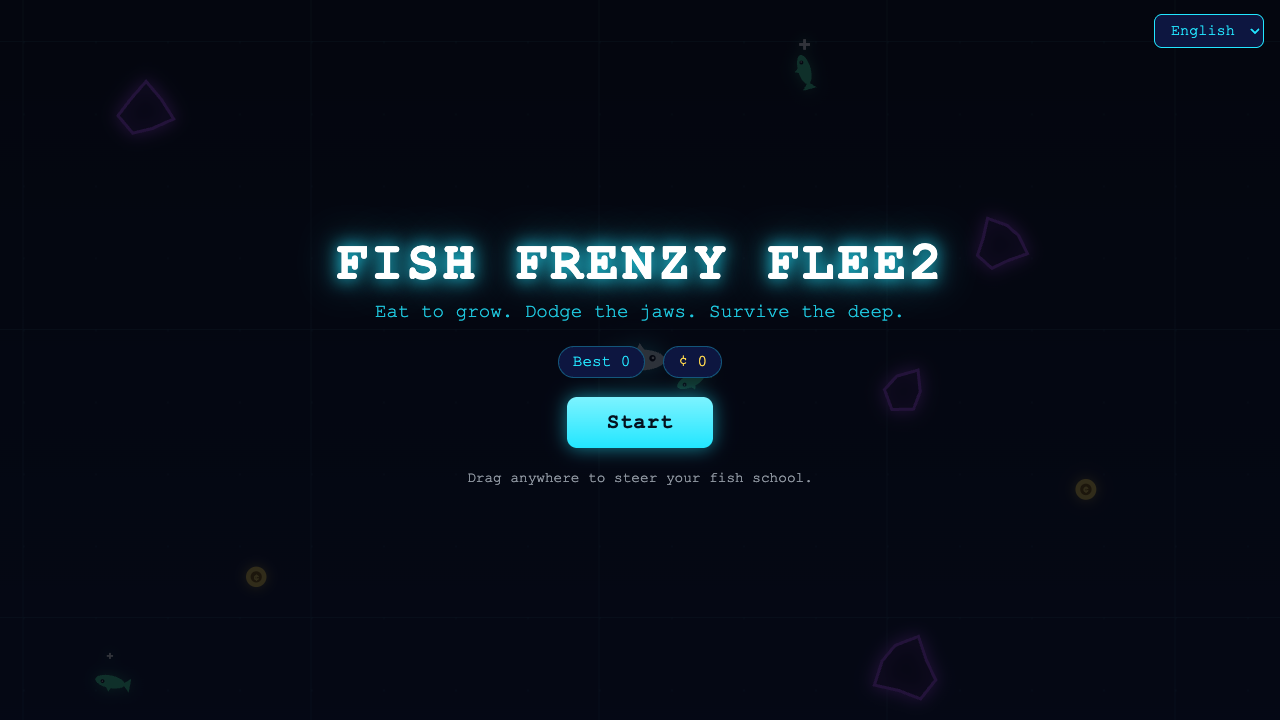 English
FISH FRENZY FLEE2
Eat to grow. Dodge the jaws. Survive the deep.
Best 0
¢ 0
Start
Drag anywhere to steer your fish school.